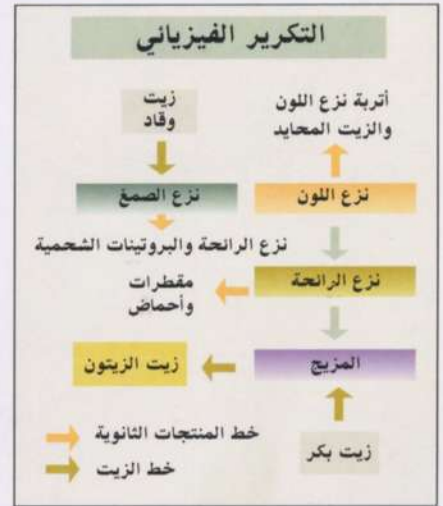 التكرير الفيزيائي
زيت
وقاد
أتربة نزع اللون
والزيت المحايد
نزع الصمغ
نزع اللون
نزع الرائحة والبروتينات الشحمية
نزع الرائحة
مقطرات
وأحماض
المزيج
زيت الزيتون
زيت بكر
خط المنتجات الثانوية
خط الزيت